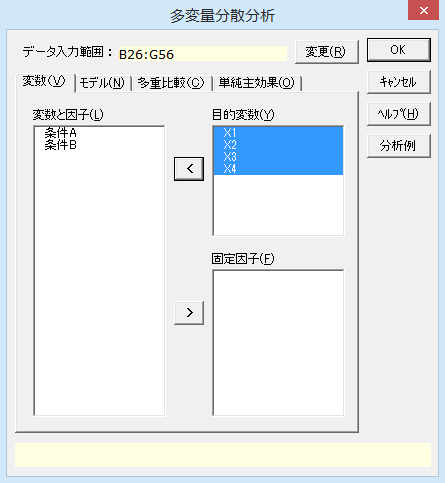 多変量分散分析
データ入力範囲： B26:G56 変更(R) OK
変数(V) モデル(N) 多重比較(C) 単純主効果(O) ｷｬﾝｾﾙ
変数と因子(L) 目的変数(Y) ﾍﾙﾌﾟ(H)
条件A
条件B
<
X1
X2
X3
X4
分析例
固定因子(F)
>